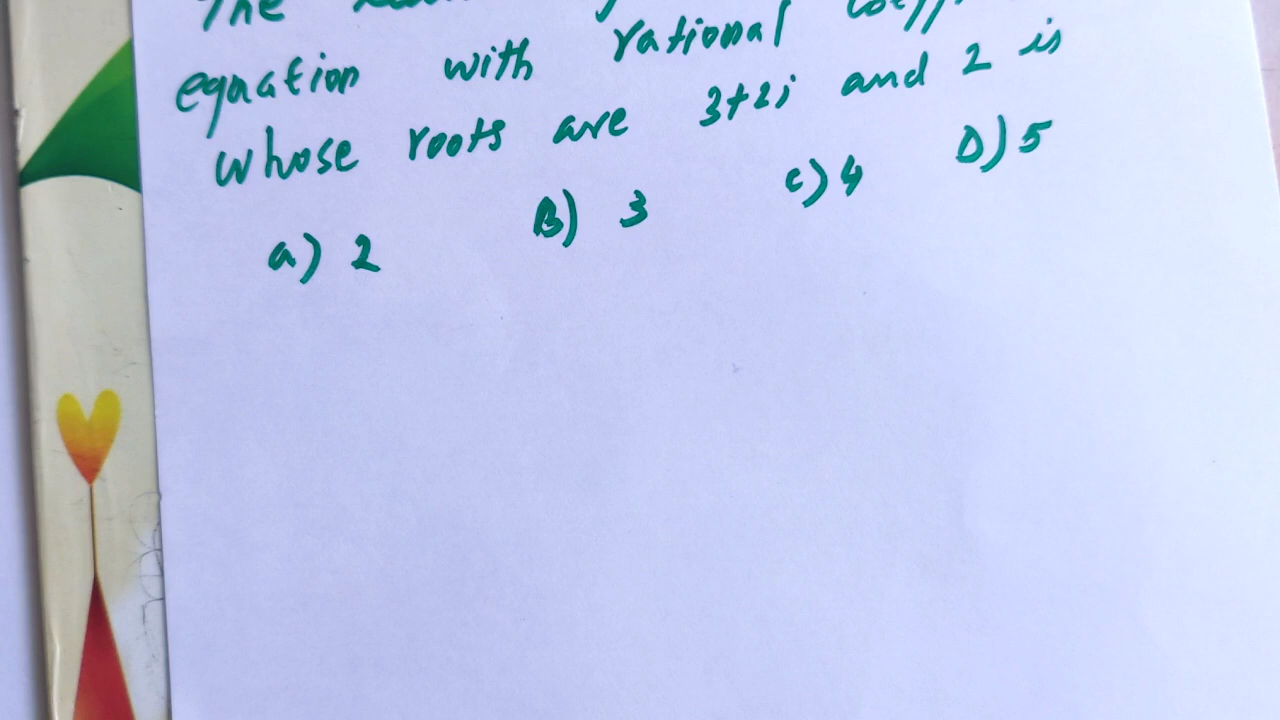 The
equation with rational
whose roots are 3+2i and 2 is
a) 2 B) 3 c) 4 D) 5